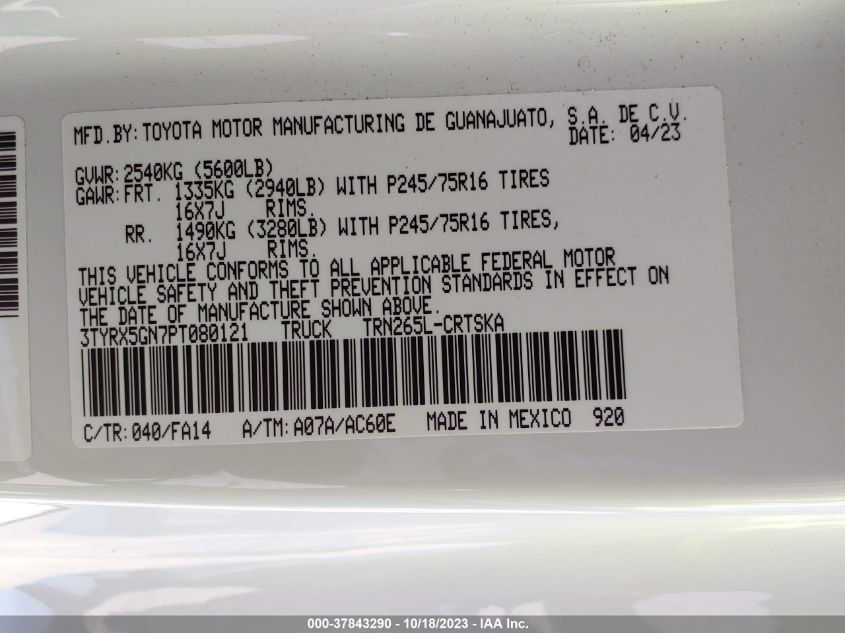 MFD.BY: TOYOTA MOTOR MANUFACTURING DE GUANAJUATO, S.A. DE C.V.
DATE: 04/23
GVWR: 2540KG (5600LB)
GAWR: FRT. 1335KG (2940LB) WITH P245/75R16 TIRES
16X7J RIMS.
RR. 1490KG (3280LB) WITH P245/75R16 TIRES,
16X7J RIMS.
THIS VEHICLE CONFORMS TO ALL APPLICABLE FEDERAL MOTOR
VEHICLE SAFETY AND THEFT PREVENTION STANDARDS IN EFFECT ON
THE DATE OF MANUFACTURE SHOWN ABOVE.
3TYRX5GN7PT080121 TRUCK TRN265L-CRTSKA
C/TR: 040/FA14 A/TM: A07A/AC60E MADE IN MEXICO 920
000-37843290 - 10/18/2023 - IAA Inc.